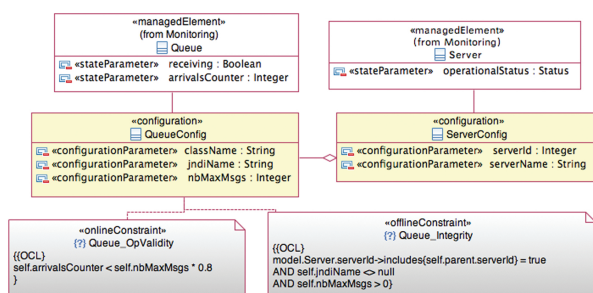 «managedElement»
(from Monitoring)
Queue
«stateParameter» receiving : Boolean
«stateParameter» arrivalsCounter : Integer
«managedElement»
(from Monitoring)
Server
«stateParameter» operationalStatus : Status
«configuration»
QueueConfig
«configurationParameter» className : String
«configurationParameter» jndiName : String
«configurationParameter» nbMaxMsgs : Integer
«configuration»
ServerConfig
«configurationParameter» serverId : Integer
«configurationParameter» serverName : String
«onlineConstraint»
{?} Queue_OpValidity
{{OCL}
self.arrivalsCounter < self.nbMaxMsgs * 0.8
}
«offlineConstraint»
{?} Queue_Integrity
{{OCL}
model.Server.serverId->includes{self.parent.serverId} = true
AND self.jndiName <> null
AND self.nbMaxMsgs > 0}